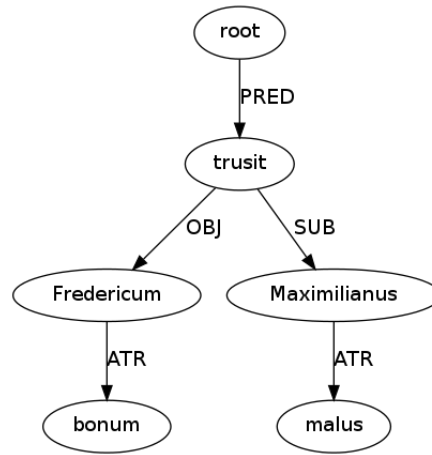 root
PRED
trusit
OBJ SUB
Fredericum Maximilianus
ATR ATR
bonum malus